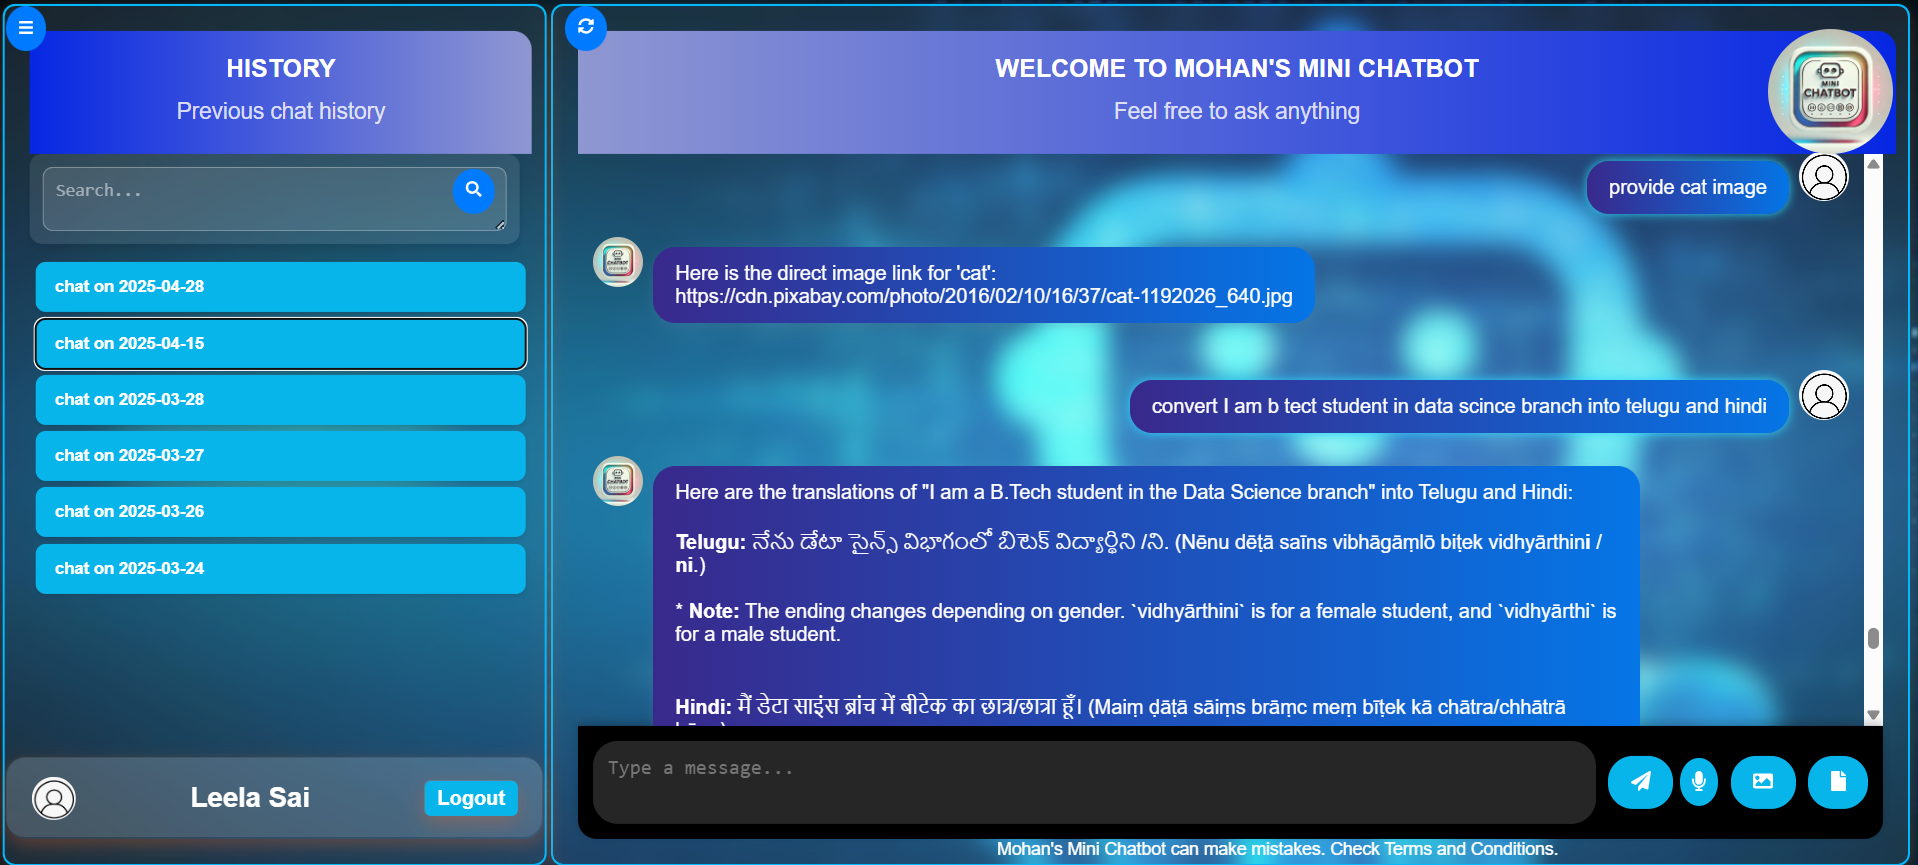 HISTORY
Previous chat history
Search...
chat on 2025-04-28
chat on 2025-04-15
chat on 2025-03-28
chat on 2025-03-27
chat on 2025-03-26
chat on 2025-03-24
Leela Sai
Logout
WELCOME TO MOHAN'S MINI CHATBOT
Feel free to ask anything
MINI
CHATBOT
provide cat image
Here is the direct image link for 'cat':
https://cdn.pixabay.com/photo/2016/02/10/16/37/cat-1192026_640.jpg
convert I am b tect student in data scince branch into telugu and hindi
Here are the translations of "I am a B.Tech student in the Data Science branch" into Telugu and Hindi:
Telugu: నేను డేటా సైన్స్ విభాగంలో బిటెక్ విద్యార్థిని /ని. (Nēnu dēṭā saīns vibhāgāṃlō biṭek vidhyārthini /
ni.)
* Note: The ending changes depending on gender. `vidhyārthini` is for a female student, and `vidhyārthi` is
for a male student.
Hindi: मैं डेटा साइंस ब्रांच में बीटेक का छात्र/छात्रा हूँ। (Maiṃ ḍāṭā sāiṃs brāṃc meṃ bīṭek kā chātra/chhātrā
Type a message...
Mohan's Mini Chatbot can make mistakes. Check Terms and Conditions.